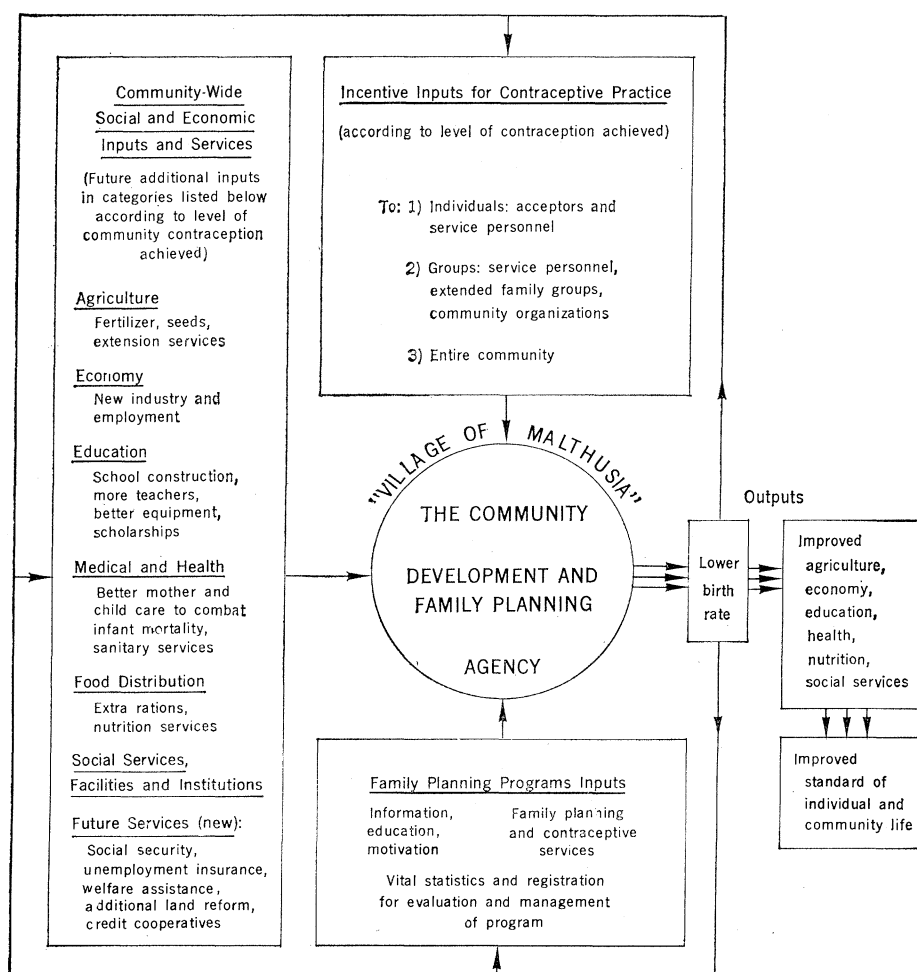 Community-Wide
Social and Economic
Inputs and Services
(Future additional inputs
in categories listed below
according to level of
community contraception
achieved)
Agriculture
Fertilizer, seeds,
extension services
Economy
New industry and
employment
Education
School construction,
more teachers,
better equipment,
scholarships
Medical and Health
Better mother and
child care to combat
infant mortality,
sanitary services
Food Distribution
Extra rations,
nutrition services
Social Services,
Facilities and Institutions
Future Services (new):
Social security,
unemployment insurance,
welfare assistance,
additional land reform,
credit cooperatives
Incentive Inputs for Contraceptive Practice
(according to level of contraception achieved)
To: 1) Individuals: acceptors and
service personnel
2) Groups: service personnel,
extended family groups,
community organizations
3) Entire community
"VILLAGE OF MALTHUSIA"
THE COMMUNITY
DEVELOPMENT AND
FAMILY PLANNING
AGENCY
Family Planning Programs Inputs
Information,
education,
motivation
Family planning
and contraceptive
services
Vital statistics and registration
for evaluation and management
of program
Lower
birth
rate
Outputs
Improved
agriculture,
economy,
education,
health,
nutrition,
social services
Improved
standard of
individual and
community life